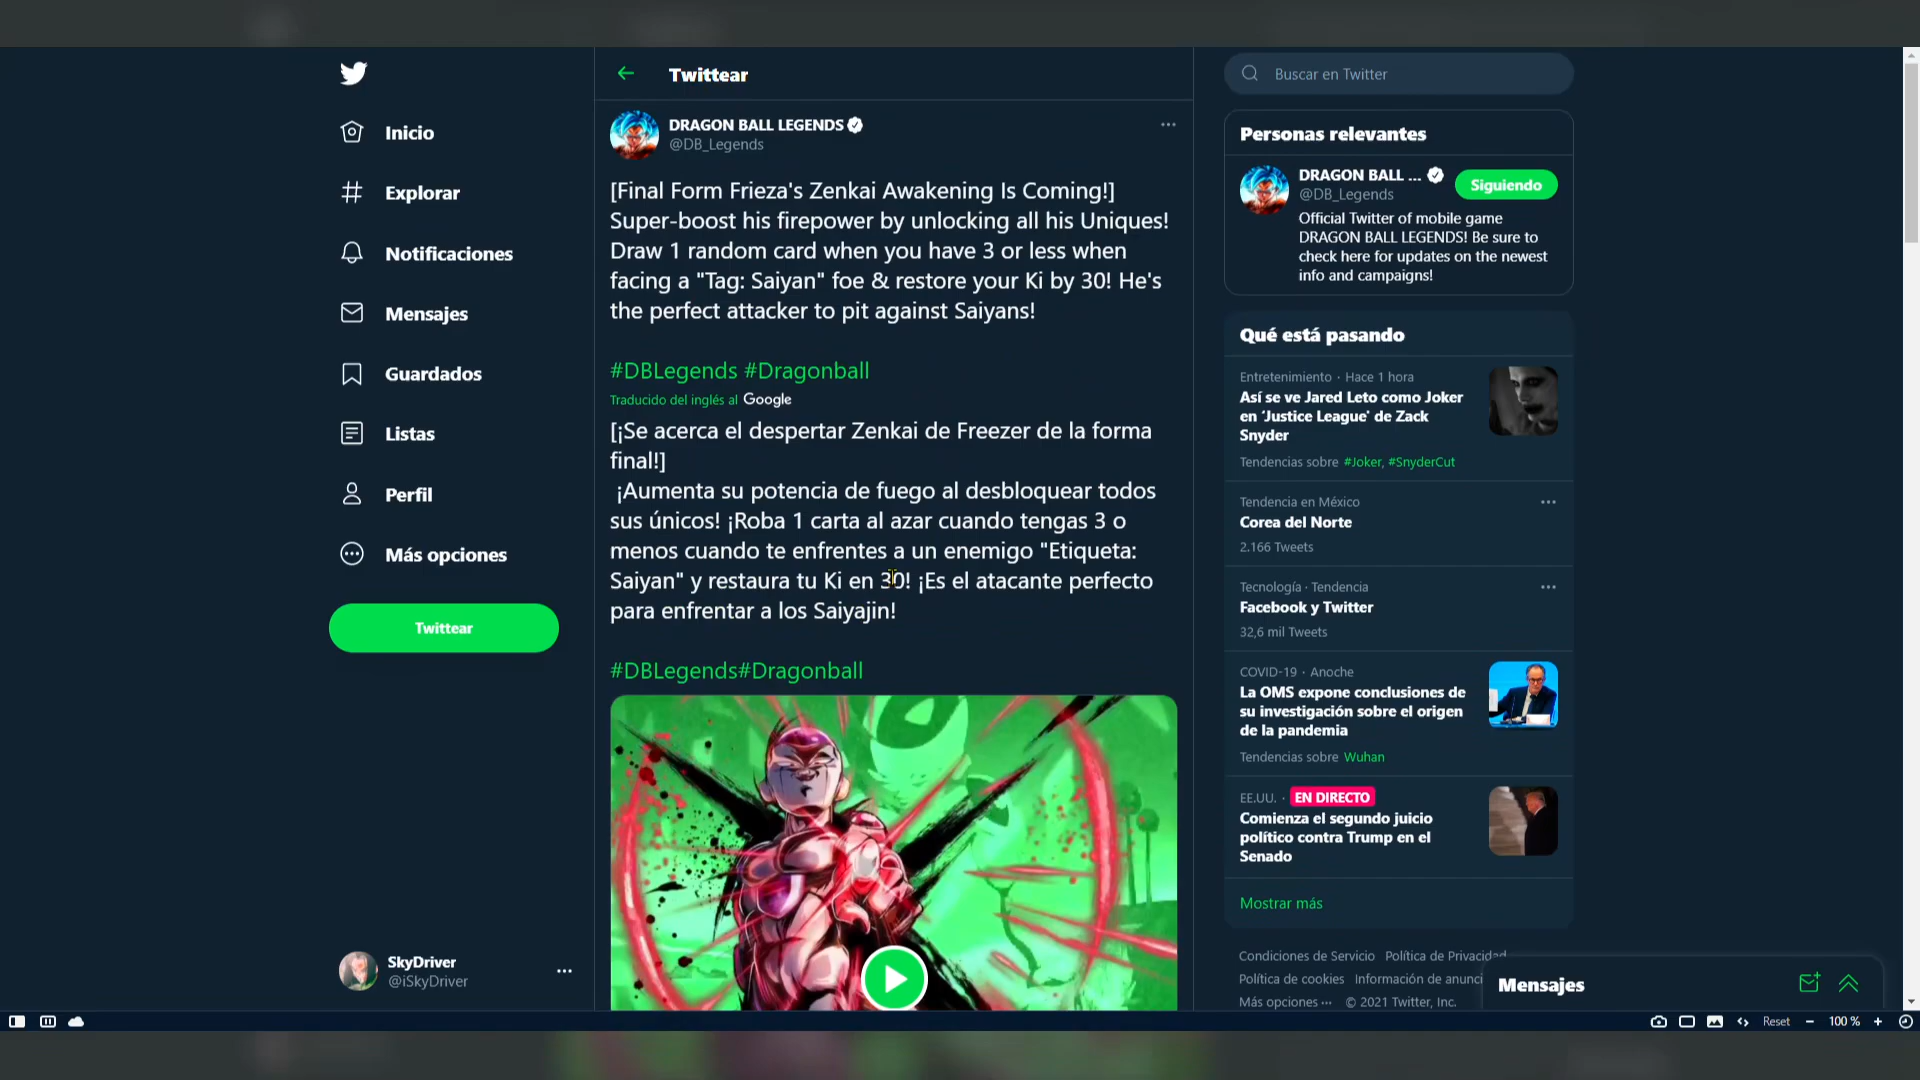 Inicio
Explorar
Notificaciones
Mensajes
Guardados
Listas
Perfil
Más opciones
Twittear
SkyDriver
@iSkyDriver
Twittear
DRAGON BALL LEGENDS
@DB_Legends
[Final Form Frieza's Zenkai Awakening Is Coming!]
Super-boost his firepower by unlocking all his Uniques!
Draw 1 random card when you have 3 or less when
facing a "Tag: Saiyan" foe & restore your Ki by 30! He's
the perfect attacker to pit against Saiyans!
#DBLegends #Dragonball
Traducido del inglés al Google
[¡Se acerca el despertar Zenkai de Freezer de la forma
final!]
¡Aumenta su potencia de fuego al desbloquear todos
sus únicos! ¡Roba 1 carta al azar cuando tengas 3 o
menos cuando te enfrentes a un enemigo "Etiqueta:
Saiyan" y restaura tu Ki en 30! ¡Es el atacante perfecto
para enfrentar a los Saiyajin!
#DBLegends#Dragonball
Buscar en Twitter
Personas relevantes
DRAGON BALL ...
@DB_Legends
Siguiendo
Official Twitter of mobile game
DRAGON BALL LEGENDS! Be sure to
check here for updates on the newest
info and campaigns!
Qué está pasando
Entretenimiento · Hace 1 hora
Así se ve Jared Leto como Joker
en ‘Justice League’ de Zack
Snyder
Tendencias sobre #Joker, #SnyderCut
Tendencia en México
Corea del Norte
2.166 Tweets
Tecnología · Tendencia
Facebook y Twitter
32,6 mil Tweets
COVID-19 · Anoche
La OMS expone conclusiones de
su investigación sobre el origen
de la pandemia
Tendencias sobre Wuhan
EE.UU. · EN DIRECTO
Comienza el segundo juicio
político contra Trump en el
Senado
Mostrar más
Condiciones de Servicio Política de Privacidad
Política de cookies Información de anunci
Más opciones ··· © 2021 Twitter, Inc.
Mensajes
Reset − 100 % +